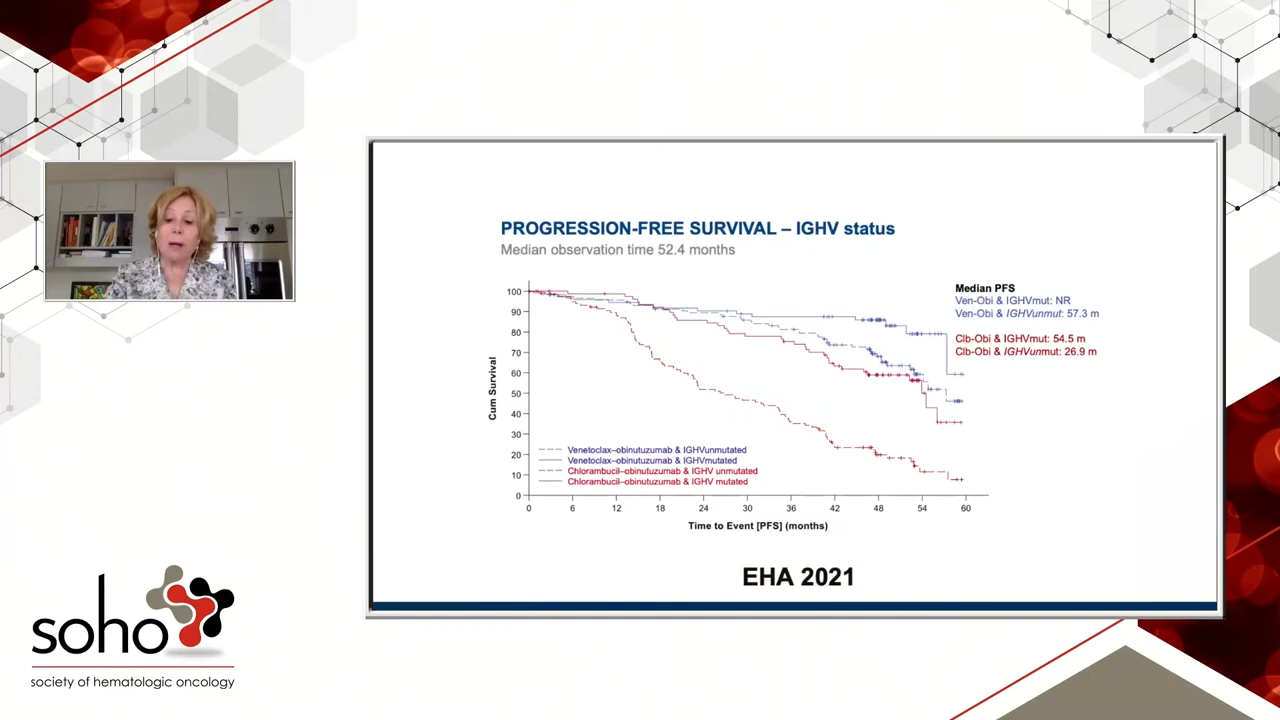 PROGRESSION-FREE SURVIVAL – IGHV status
Median observation time 52.4 months
Median PFS
Ven-Obi & IGHVmut: NR
Ven-Obi & IGHVunmut: 57.3 m
Clb-Obi & IGHVmut: 54.5 m
Clb-Obi & IGHVunmut: 26.9 m
Cum Survival
100
90
80
70
60
50
40
30
20
10
0
Venetoclax–obinutuzumab & IGHVunmutated
Venetoclax–obinutuzumab & IGHVmutated
Chlorambucil–obinutuzumab & IGHV unmutated
Chlorambucil–obinutuzumab & IGHV mutated
0 6 12 18 24 30 36 42 48 54 60
Time to Event [PFS] (months)
EHA 2021
soho
society of hematologic oncology